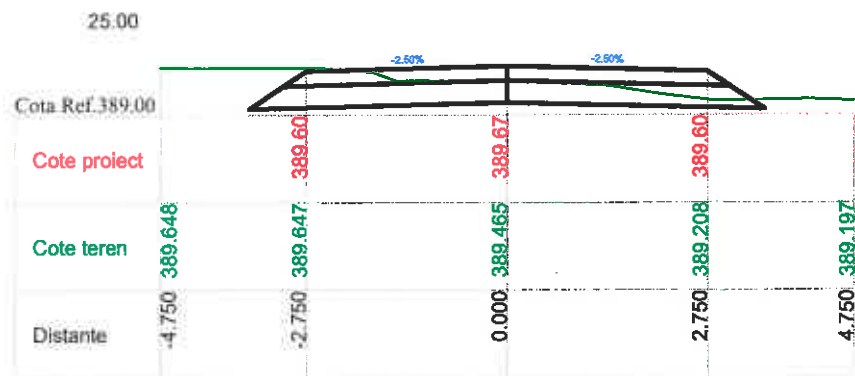 25.00
-2.50% -2.50%
Cota Ref.389.00
Cote proiect 389.60 389.67 389.60
Cote teren 389.648 389.647 389.465 389.208 389.197
Distante -4.750 -2.750 0.000 2.750 4.750